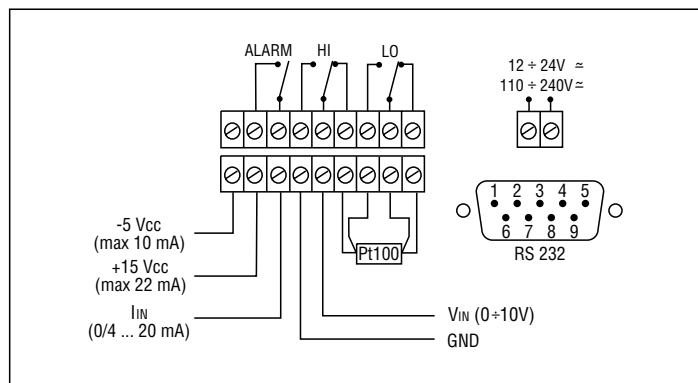 ALARM HI LO
12 ÷ 24V ≃
110 ÷ 240V ≃
1 2 3 4 5
6 7 8 9
RS 232
-5 Vcc
(max 10 mA)
+15 Vcc
(max 22 mA)
Pt100
IIN
(0/4 ... 20 mA)
VIN (0÷10V)
GND